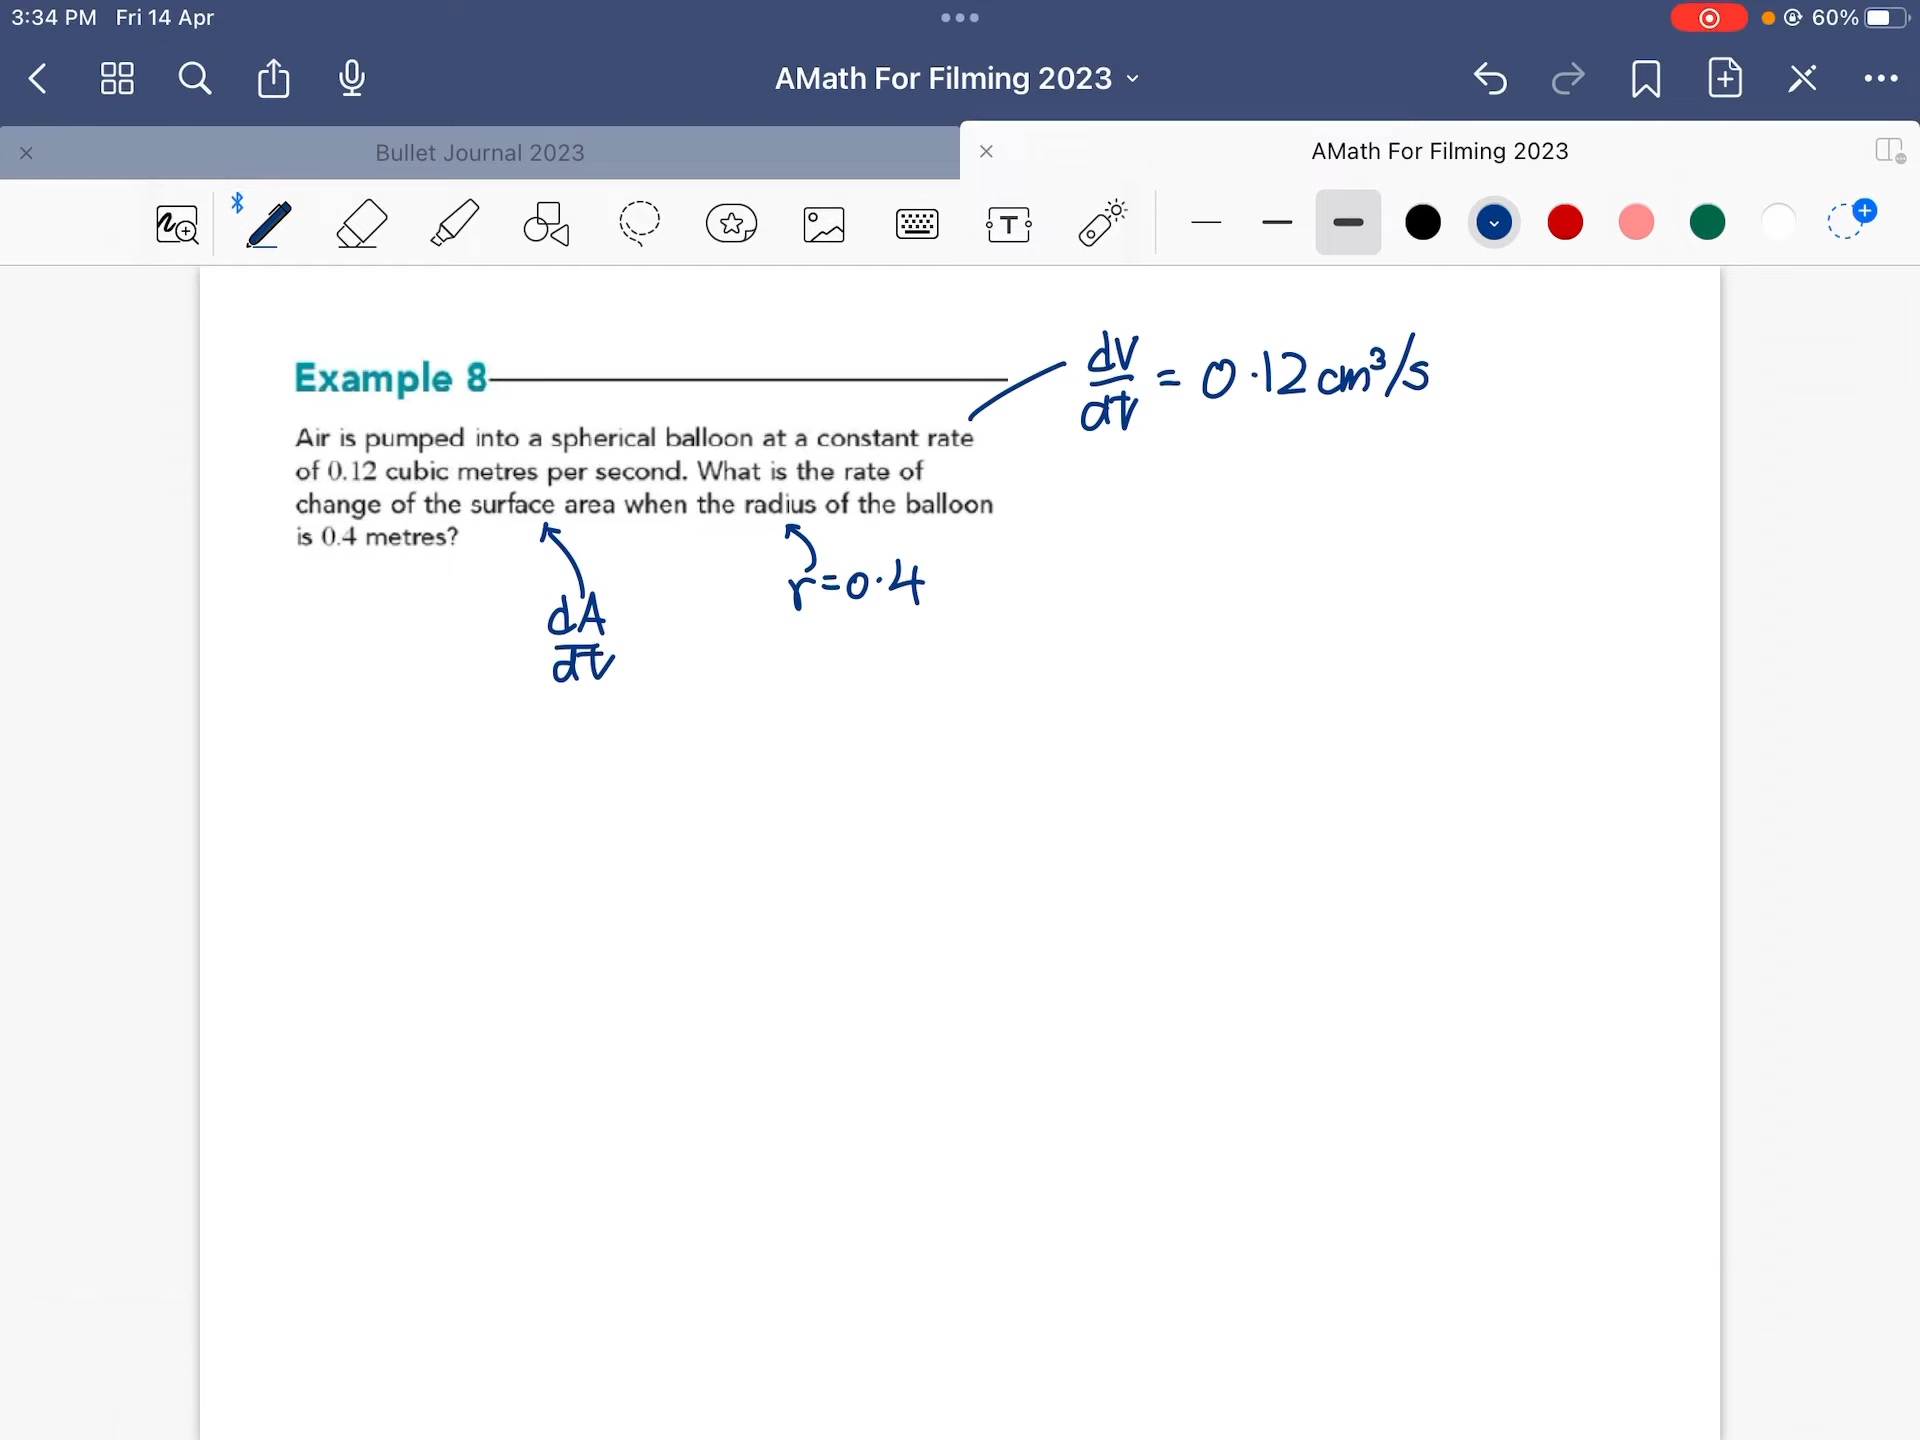 3:34 PM Fri 14 Apr
60%
AMath For Filming 2023
Bullet Journal 2023
AMath For Filming 2023
T
Example 8
dV/dt = 0.12 cm³/s
Air is pumped into a spherical balloon at a constant rate
of 0.12 cubic metres per second. What is the rate of
change of the surface area when the radius of the balloon
is 0.4 metres?
r=0.4
dA/dt